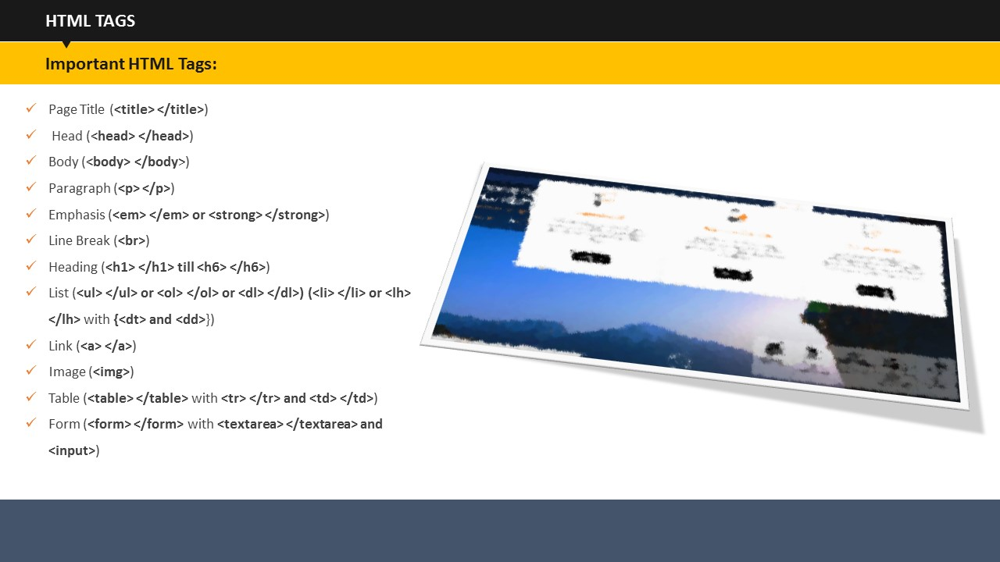 HTML TAGS
Important HTML Tags:
Page Title (<title> </title>)
Head (<head> </head>)
Body (<body> </body>)
Paragraph (<p> </p>)
Emphasis (<em> </em> or <strong> </strong>)
Line Break (<br>)
Heading (<h1> </h1> till <h6> </h6>)
List (<ul> </ul> or <ol> </ol> or <dl> </dl>) (<li> </li> or <lh>
</lh> with {<dt> and <dd>})
Link (<a> </a>)
Image (<img>)
Table (<table> </table> with <tr> </tr> and <td> </td>)
Form (<form> </form> with <textarea> </textarea> and
<input>)